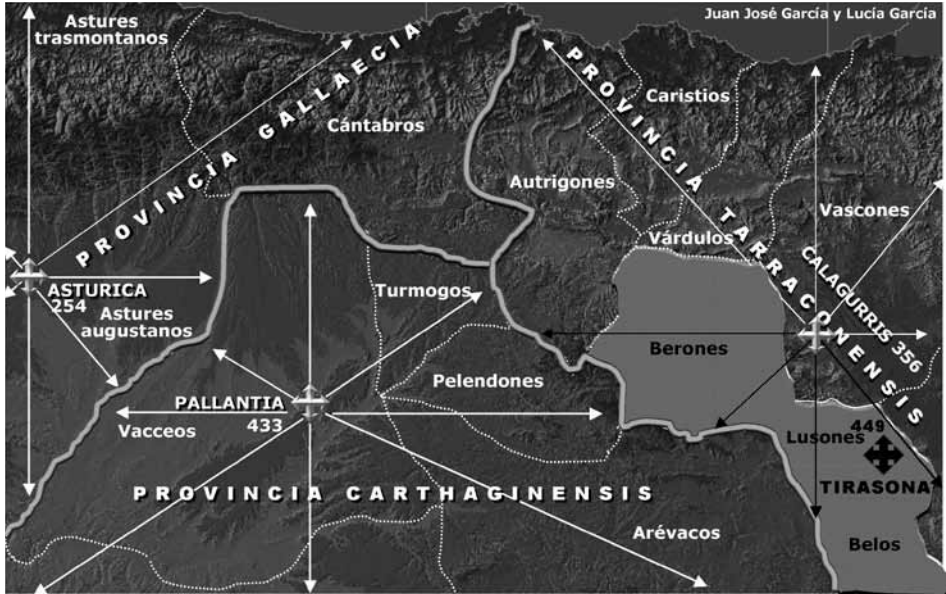 Juan José García y Lucía García
Astures
trasmontanos
PROVINCIA GALLAECIA
Cántabros
PROVINCIA TARRACONENSIS
Caristios
Autrigones
Vascones
Várdulos
ASTURICA
254
Astures
augustanos
Turmogos
CALAGURRIS 356
Berones
Pelendones
PALLANTIA
433
Vacceos
449
Lusones
TIRASONA
PROVINCIA CARTHAGINENSIS
Arévacos
Belos